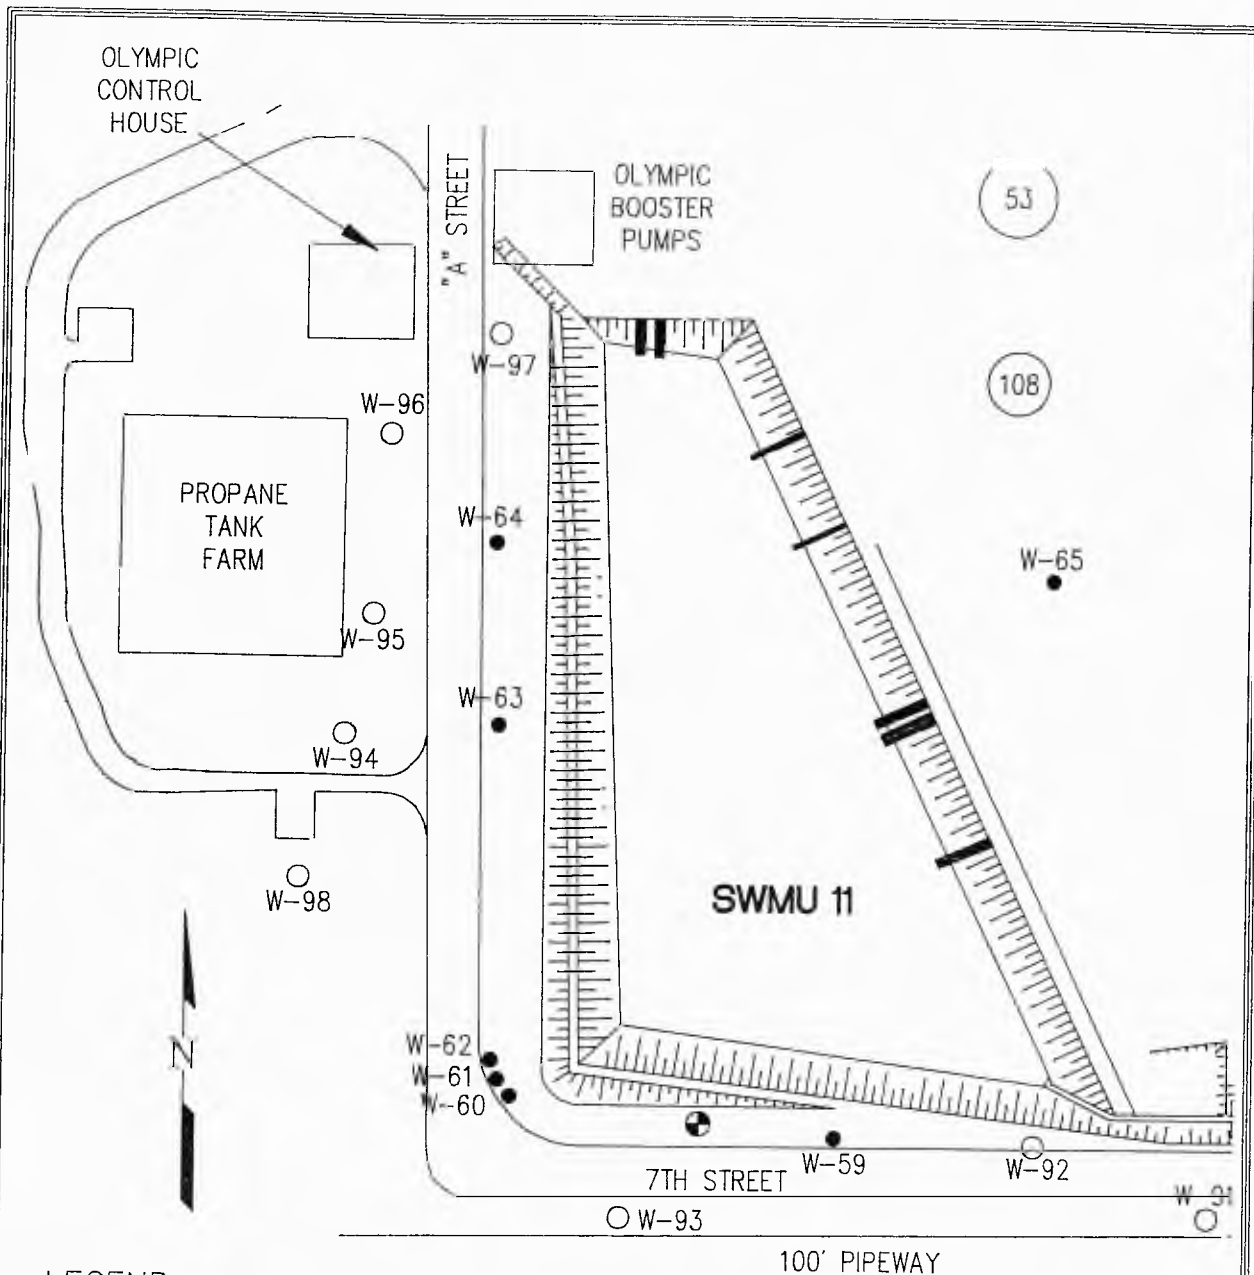 OLYMPIC
CONTROL
HOUSE
"A" STREET
OLYMPIC
BOOSTER
PUMPS
53
W-97
108
W-96
PROPANE
TANK
FARM
W-64
W-65
W-95
W-63
W-94
SWMU 11
W-98
N
W-62
W-61
W-60
W-59
W-92
7TH STREET
W-93
100' PIPEWAY
LEGEND